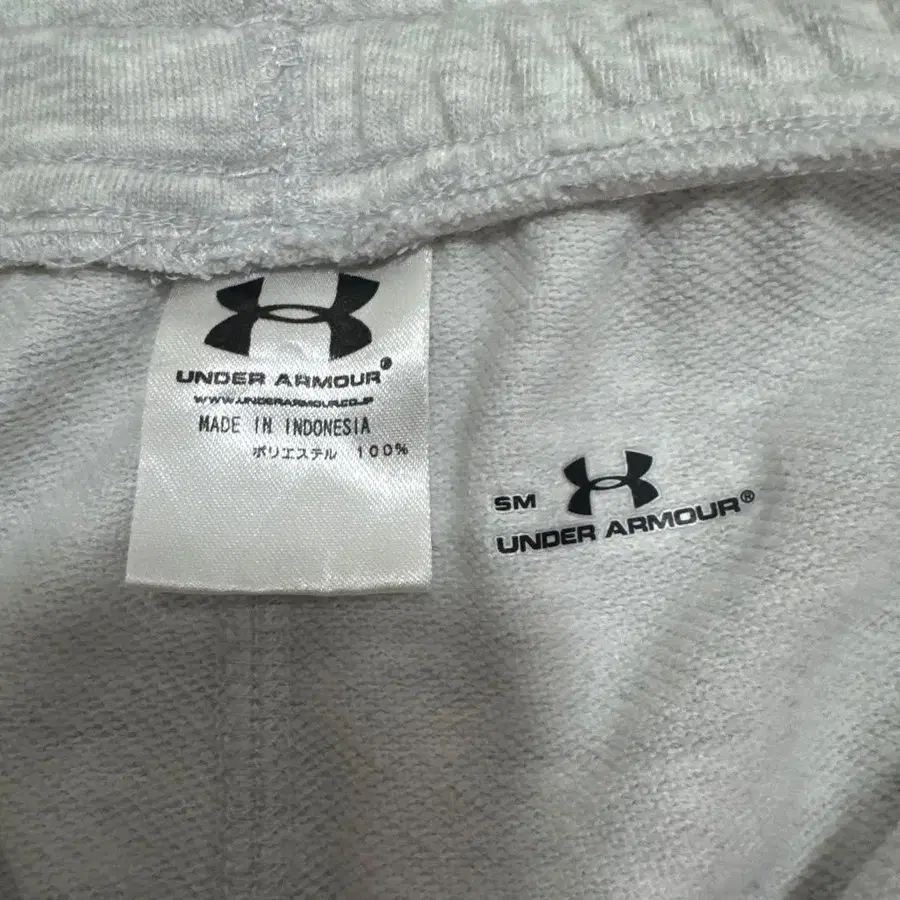 UNDER ARMOUR®
WWW.UNDERARMOUR.CO.JP
MADE IN INDONESIA
ポリエステル 100%
SM
UNDER ARMOUR®